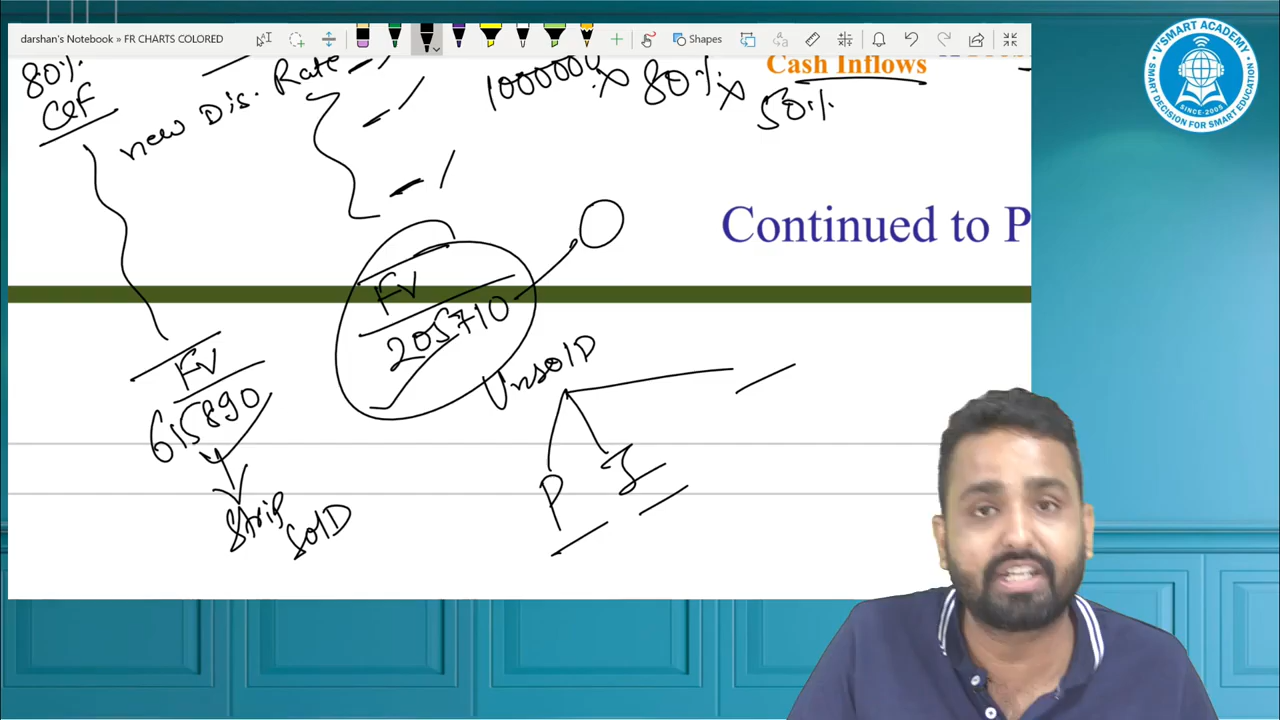 darshan's Notebook » FR CHARTS COLORED
Shapes
80%
CIF
new Dis. Rate
1000000 × 80% ×
50%
Cash Inflows
V'SMART ACADEMY
SINCE-2005
SMART DECISION FOR SMART EDUCATION
Continued to P
FV
205710
Unsold
FV
615890
P I
Strip
Sold